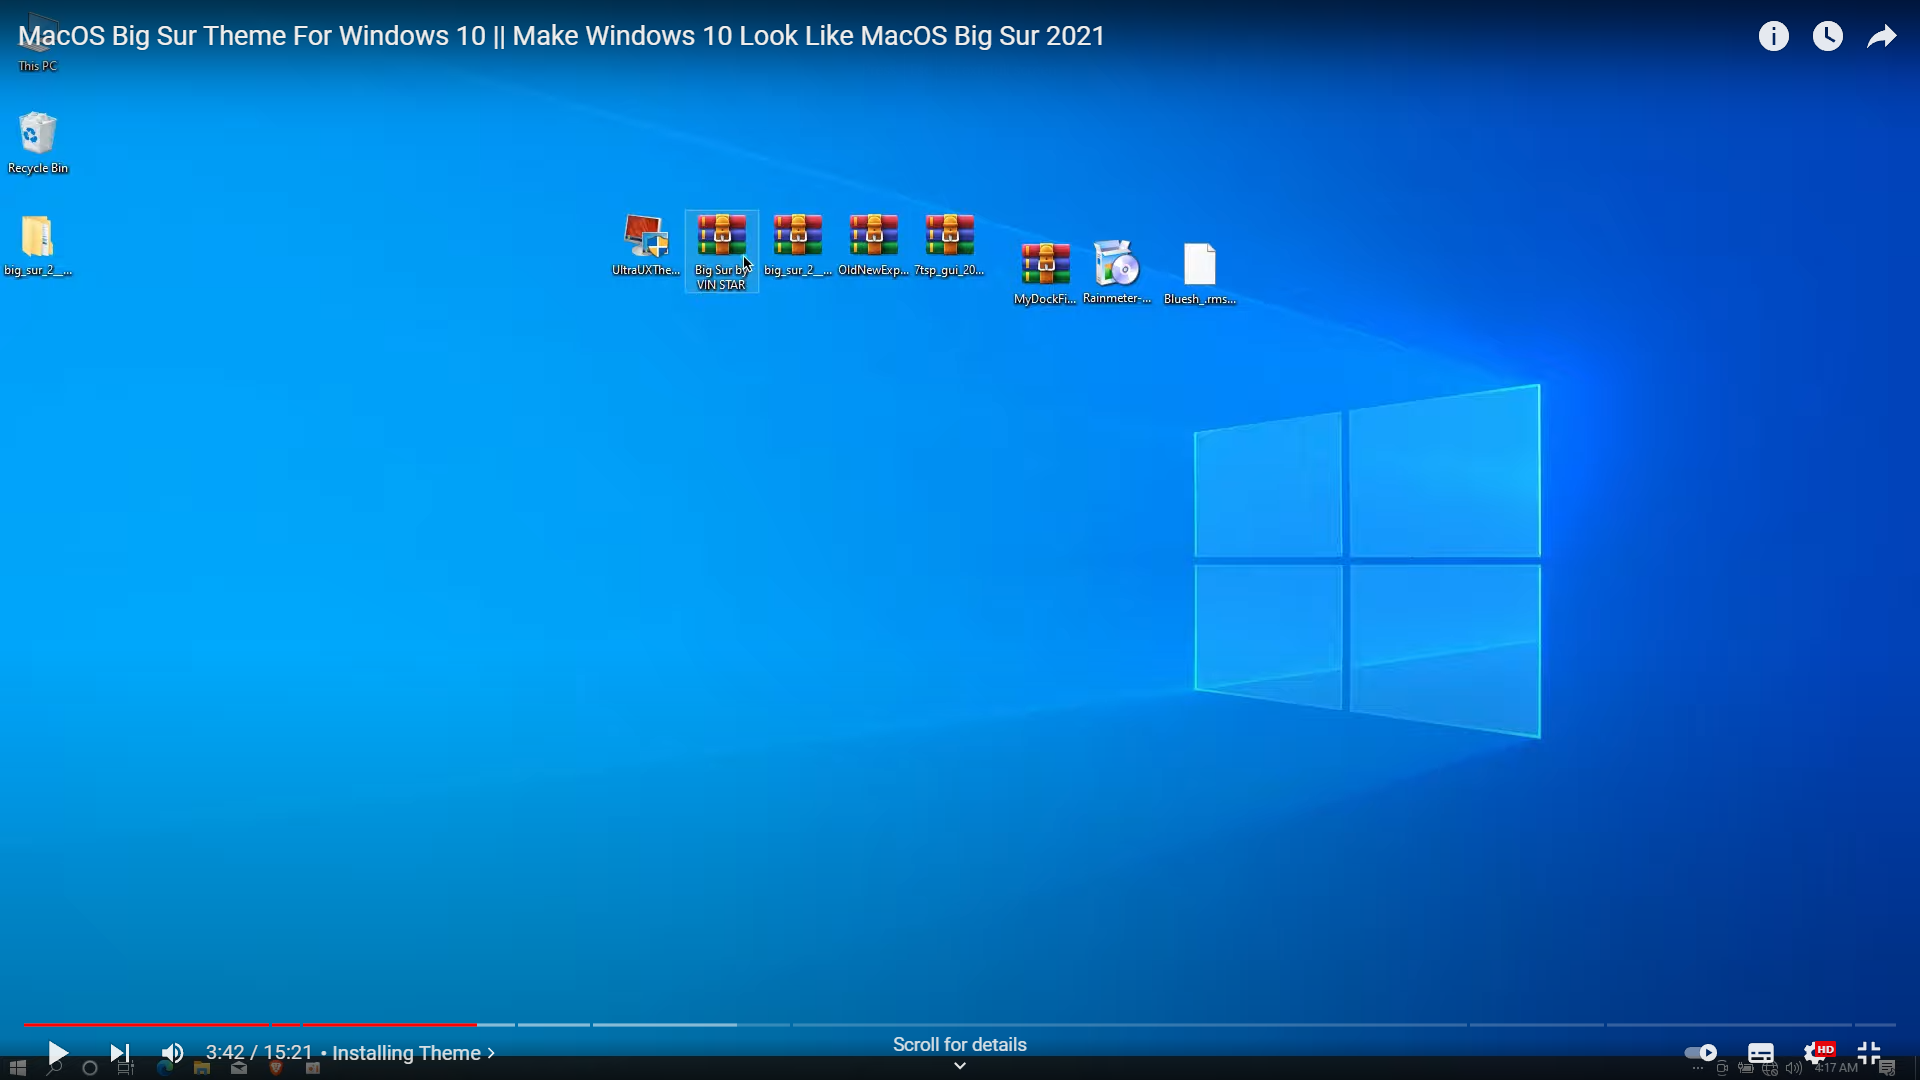 MacOS Big Sur Theme For Windows 10 || Make Windows 10 Look Like MacOS Big Sur 2021
This PC
Recycle Bin
big_sur_2__...
UltraUXThe...
Big Sur by
VIN STAR
big_sur_2__...
OldNewExp...
7tsp_gui_20...
MyDockFi...
Rainmeter-...
Bluesh_.rms...
Scroll for details
3:42 / 15:21 • Installing Theme
HD
4:17 AM